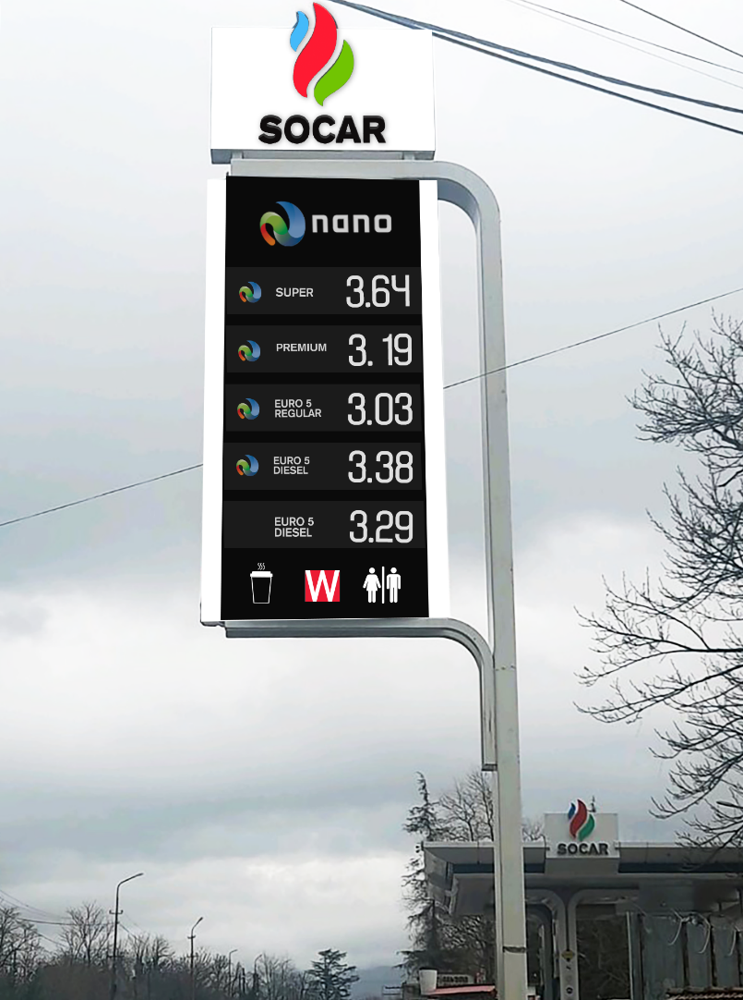 SOCAR
nano
SUPER 3.64
PREMIUM 3.19
EURO 5
REGULAR 3.03
EURO 5
DIESEL 3.38
EURO 5
DIESEL 3.29
W
SOCAR